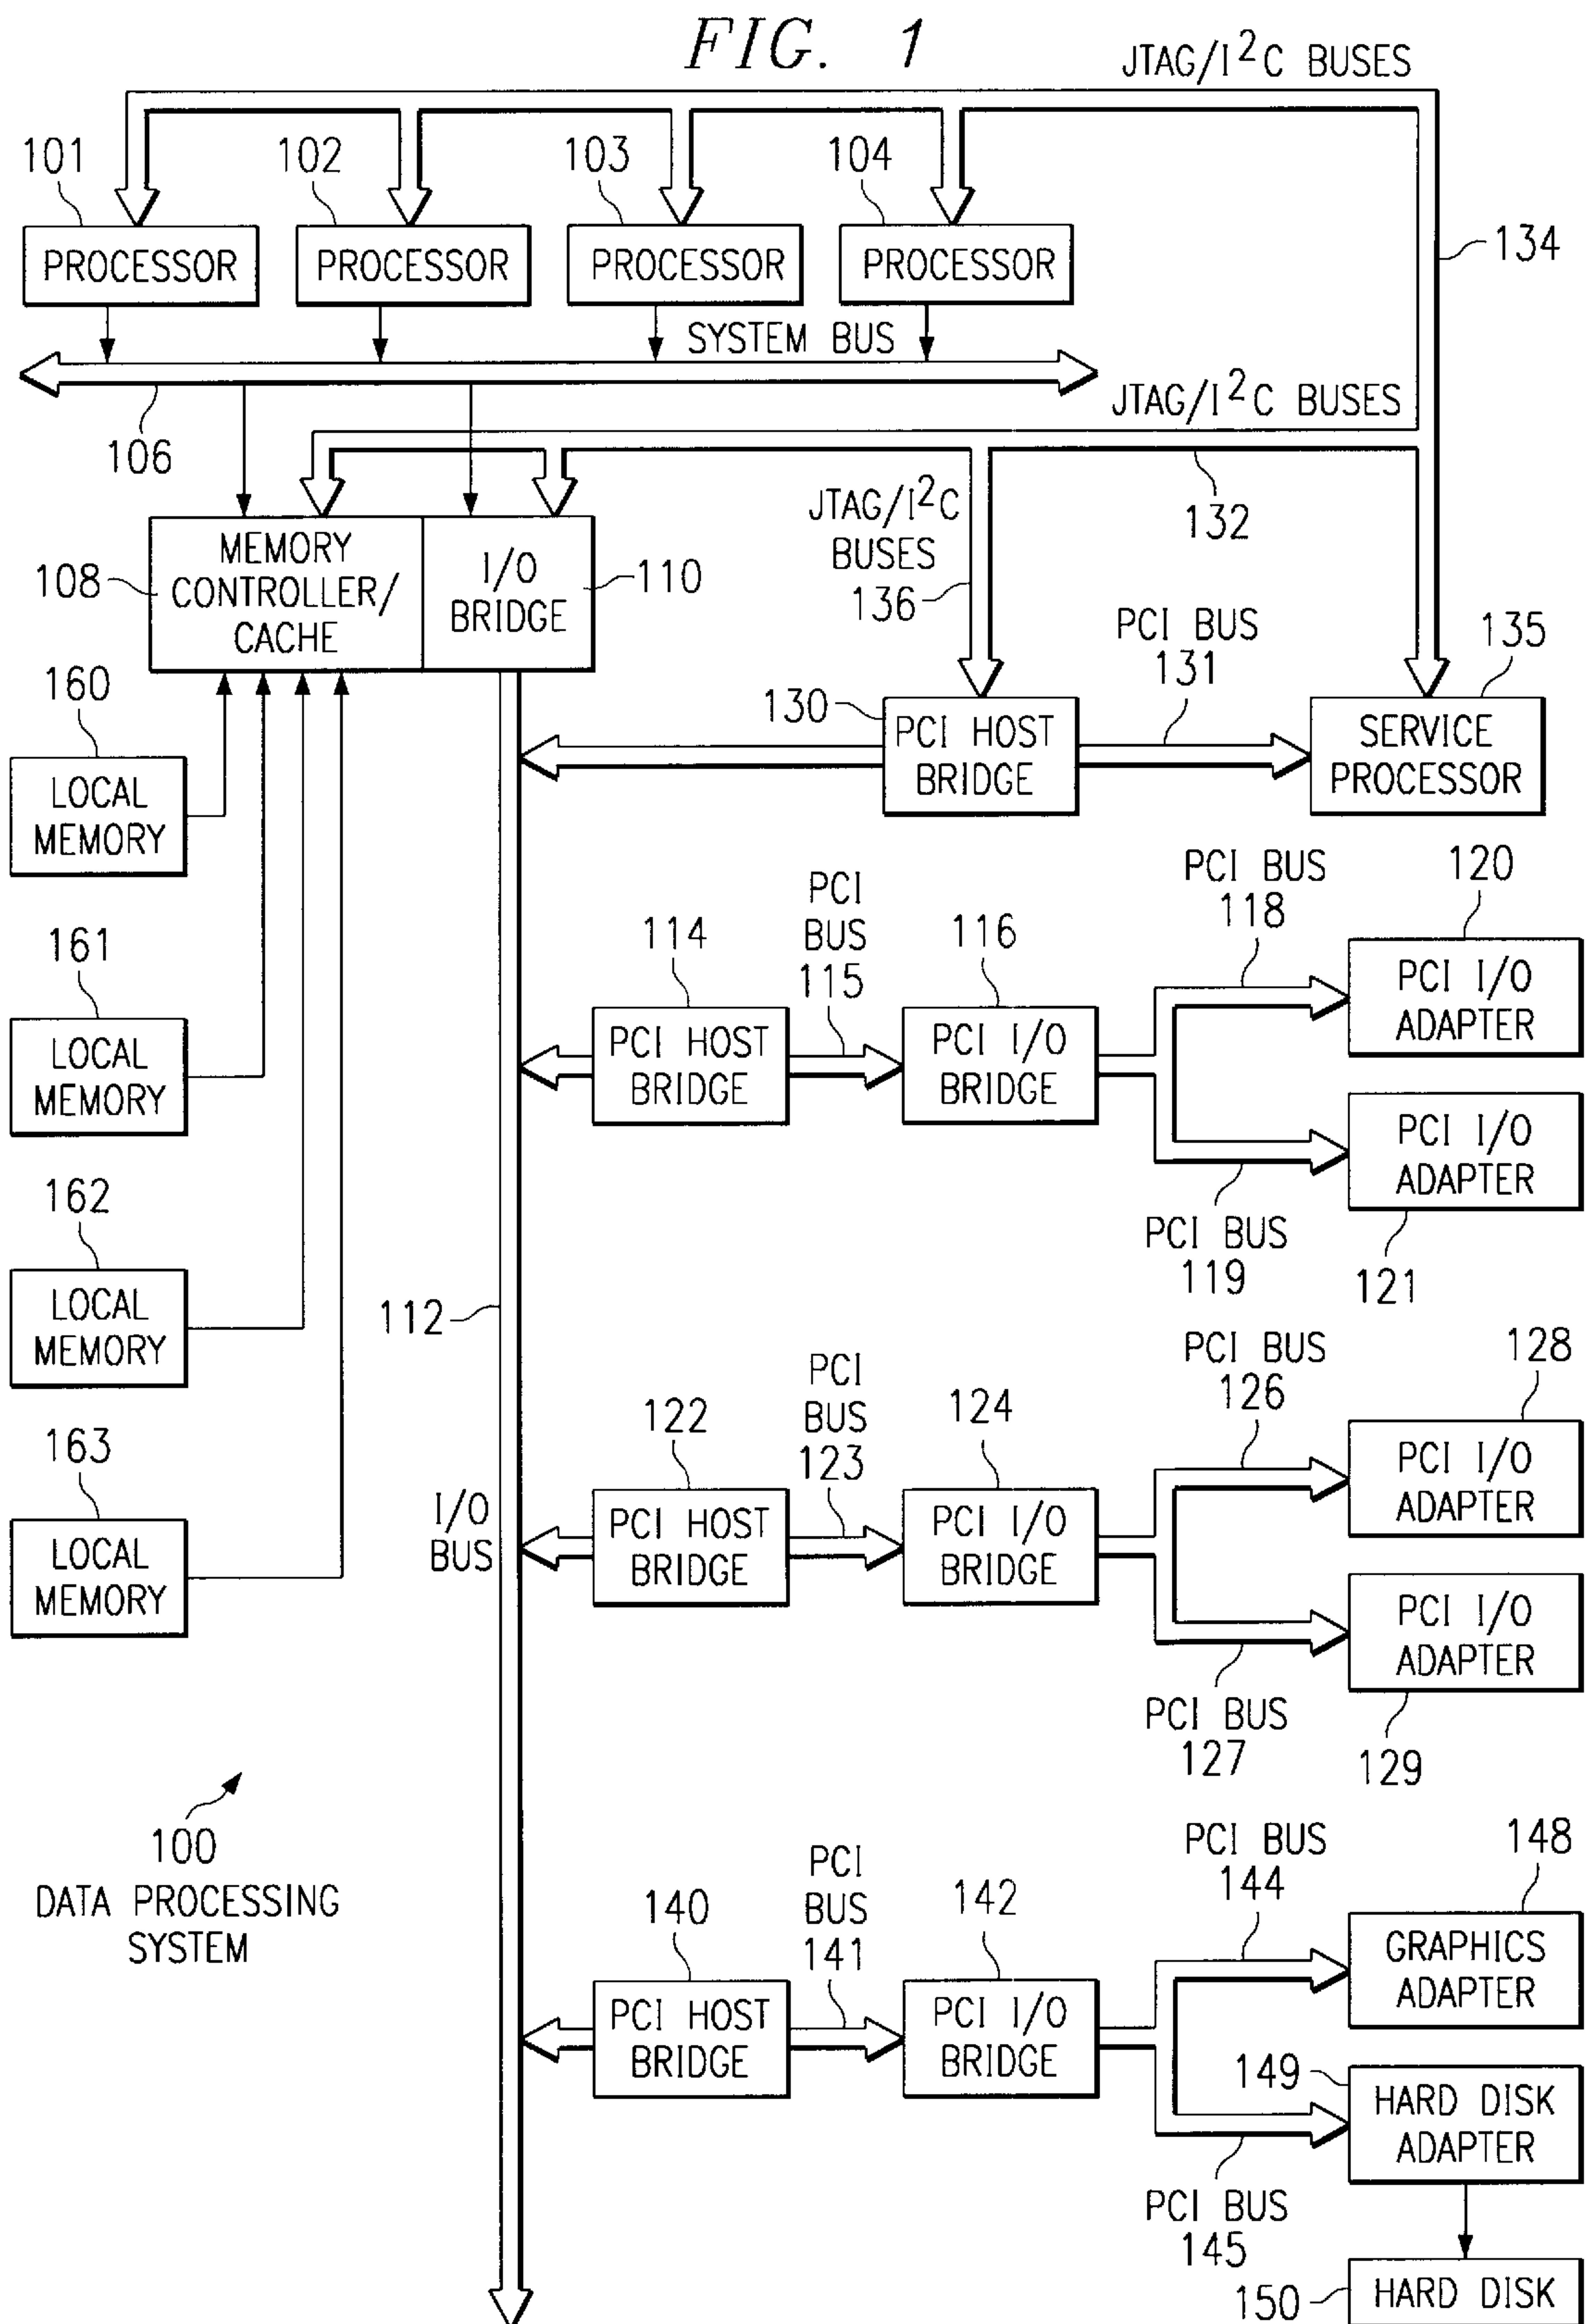 FIG. 1
JTAG/I²C BUSES
101
102
103
104
PROCESSOR
PROCESSOR
PROCESSOR
PROCESSOR
134
SYSTEM BUS
106
JTAG/I²C BUSES
132
JTAG/I²C
BUSES
136
108
MEMORY
CONTROLLER/
CACHE
I/O
BRIDGE
110
PCI BUS
131
135
130
PCI HOST
BRIDGE
SERVICE
PROCESSOR
160
LOCAL
MEMORY
161
LOCAL
MEMORY
162
LOCAL
MEMORY
163
LOCAL
MEMORY
112
I/O
BUS
114
PCI HOST
BRIDGE
PCI
BUS
115
116
PCI I/O
BRIDGE
PCI BUS
118
120
PCI I/O
ADAPTER
PCI I/O
ADAPTER
PCI BUS
119
121
122
PCI HOST
BRIDGE
PCI
BUS
123
124
PCI I/O
BRIDGE
PCI BUS
126
128
PCI I/O
ADAPTER
PCI I/O
ADAPTER
PCI BUS
127
129
100
DATA PROCESSING
SYSTEM
140
PCI HOST
BRIDGE
PCI
BUS
141
142
PCI I/O
BRIDGE
PCI BUS
144
148
GRAPHICS
ADAPTER
149
HARD DISK
ADAPTER
PCI BUS
145
150
HARD DISK